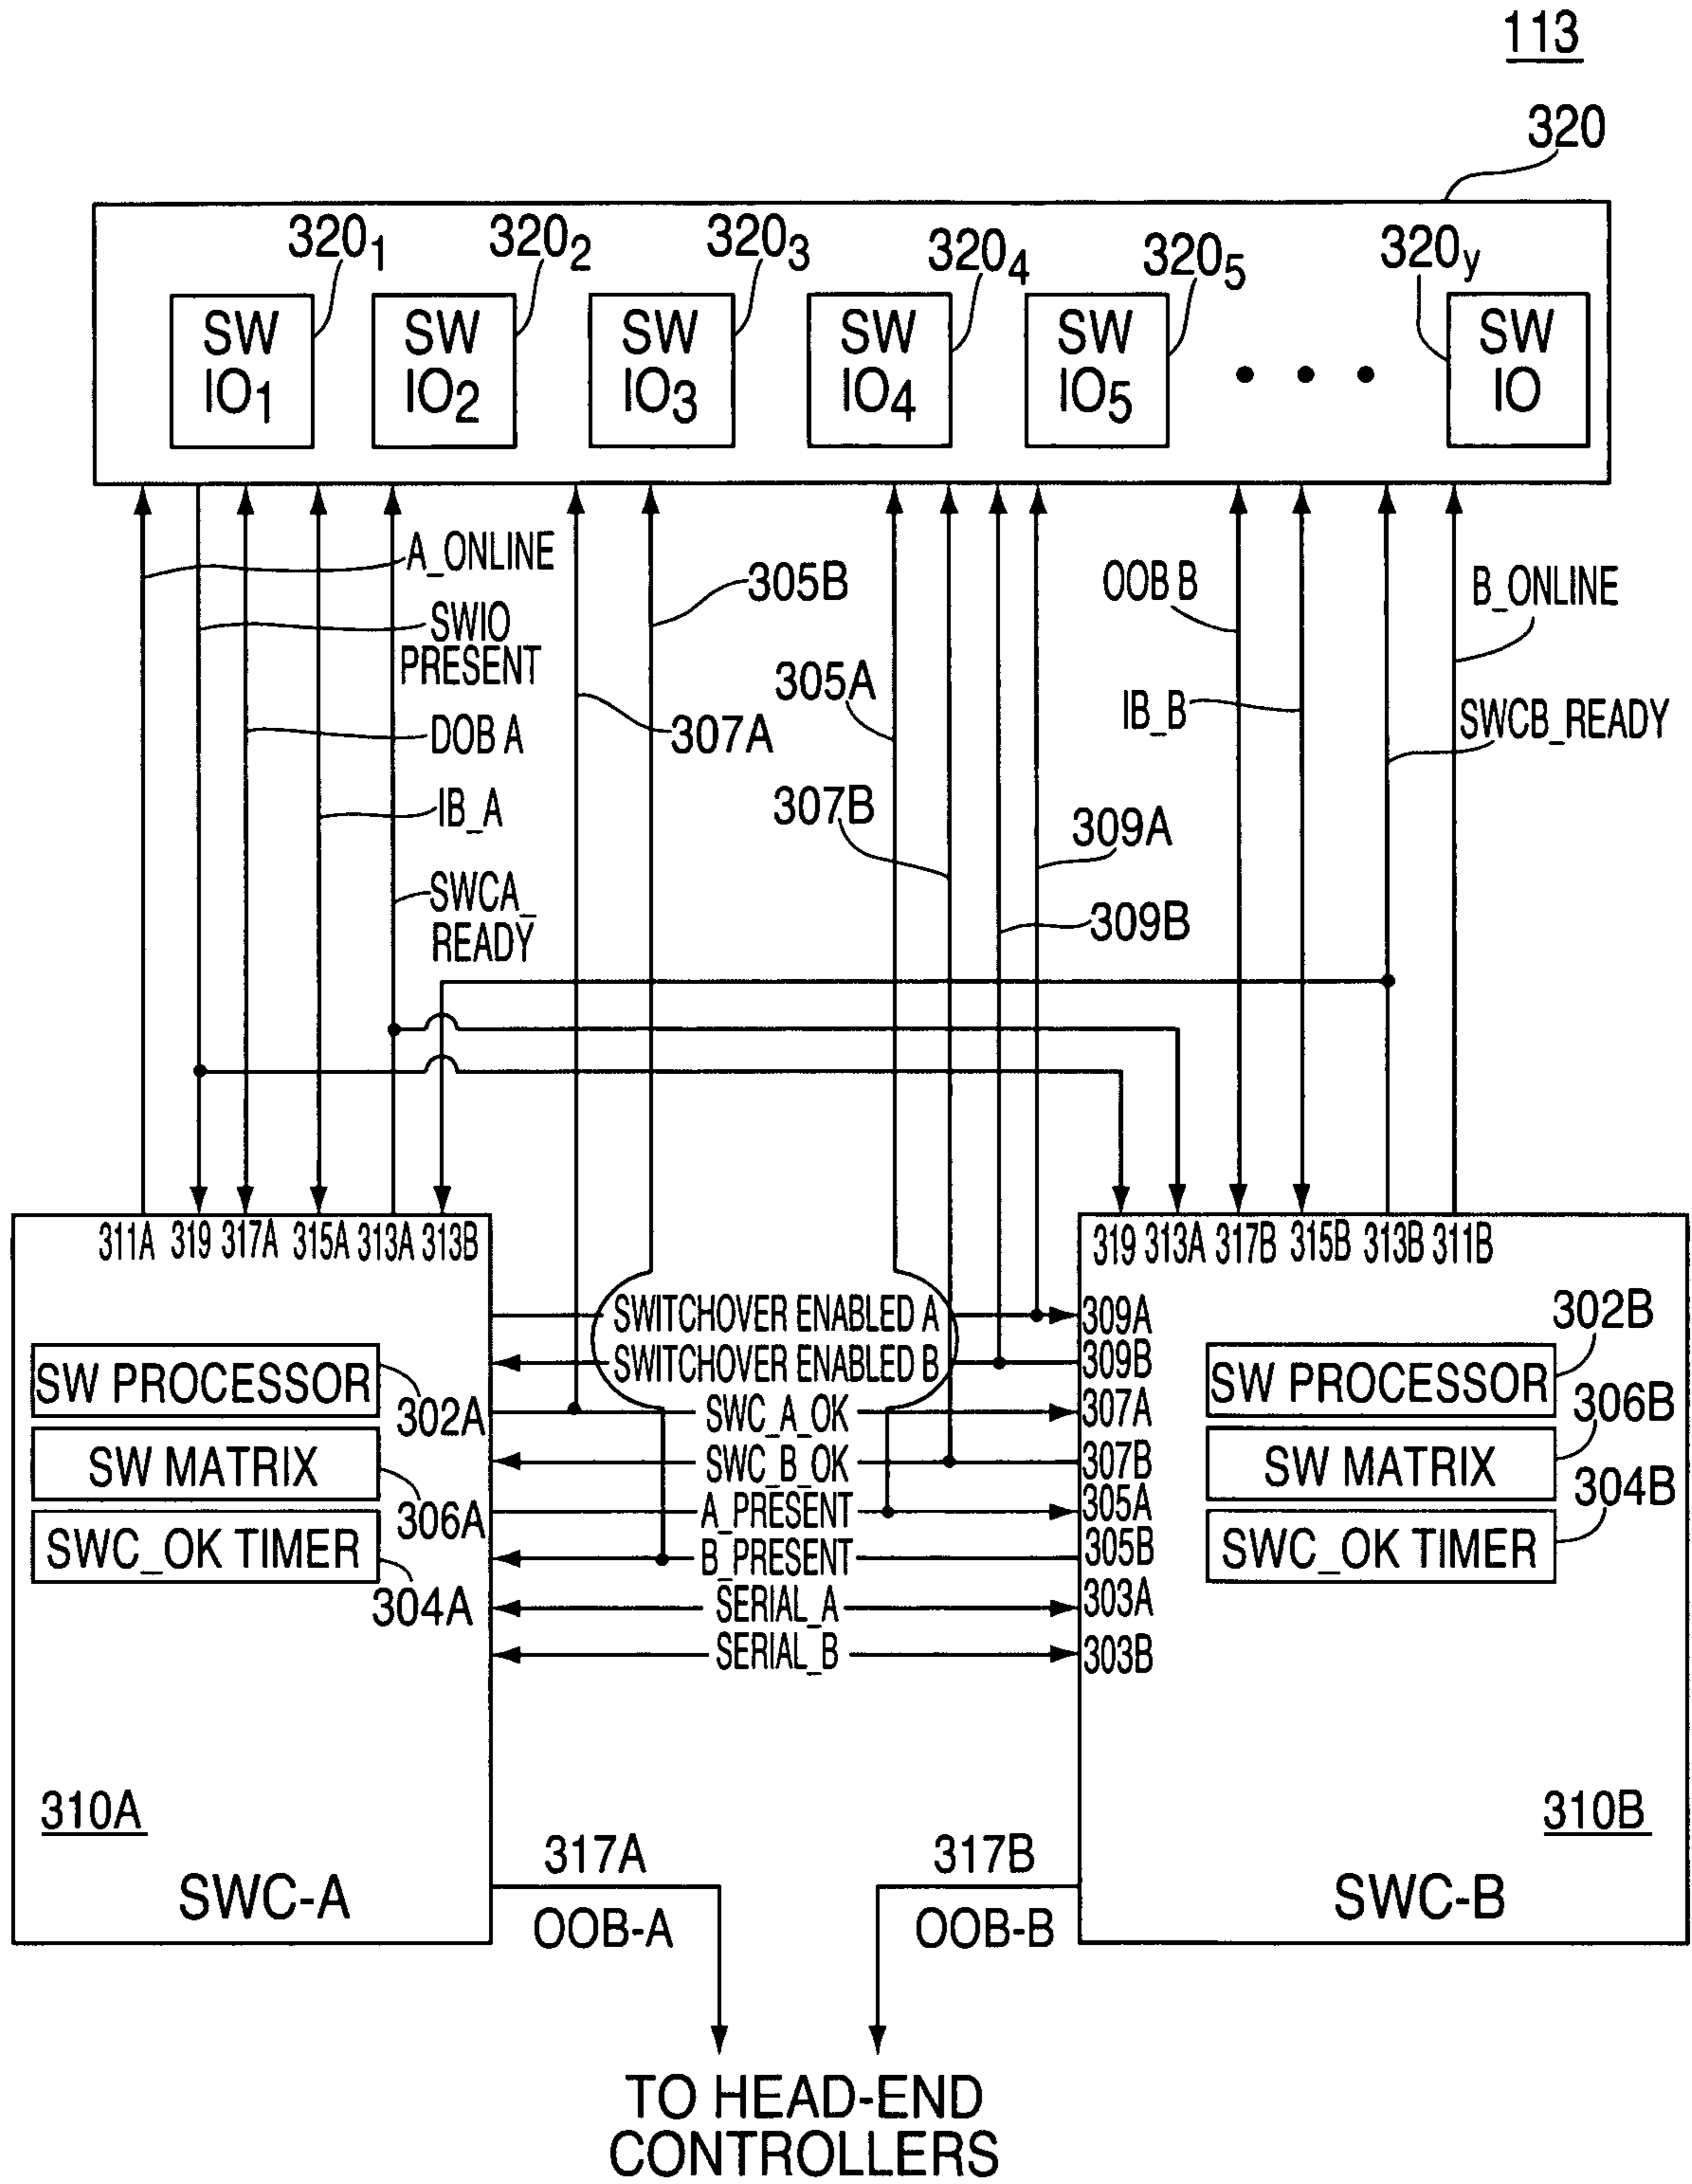 113
320
320₁ 320₂ 320₃ 320₄ 320₅ 320y
SW IO₁
SW IO₂
SW IO₃
SW IO₄
SW IO₅
SW IO
A_ONLINE
SWIO
PRESENT
DOB A
IB_A
SWCA_
READY
307A
305B
305A
307B
309A
309B
OOB B
IB_B
B_ONLINE
SWCB_READY
311A 319 317A 315A 313A 313B
319 313A 317B 315B 313B 311B
SWITCHOVER ENABLED A 309A
SWITCHOVER ENABLED B 309B
SWC_A_OK 307A
SWC_B_OK 307B
A_PRESENT 305A
B_PRESENT 305B
SERIAL_A 303A
SERIAL_B 303B
SW PROCESSOR
302A
SW MATRIX
306A
SWC_OK TIMER
304A
302B
SW PROCESSOR
306B
SW MATRIX
304B
SWC_OK TIMER
310A
SWC-A
310B
SWC-B
317A
OOB-A
317B
OOB-B
TO HEAD-END
CONTROLLERS